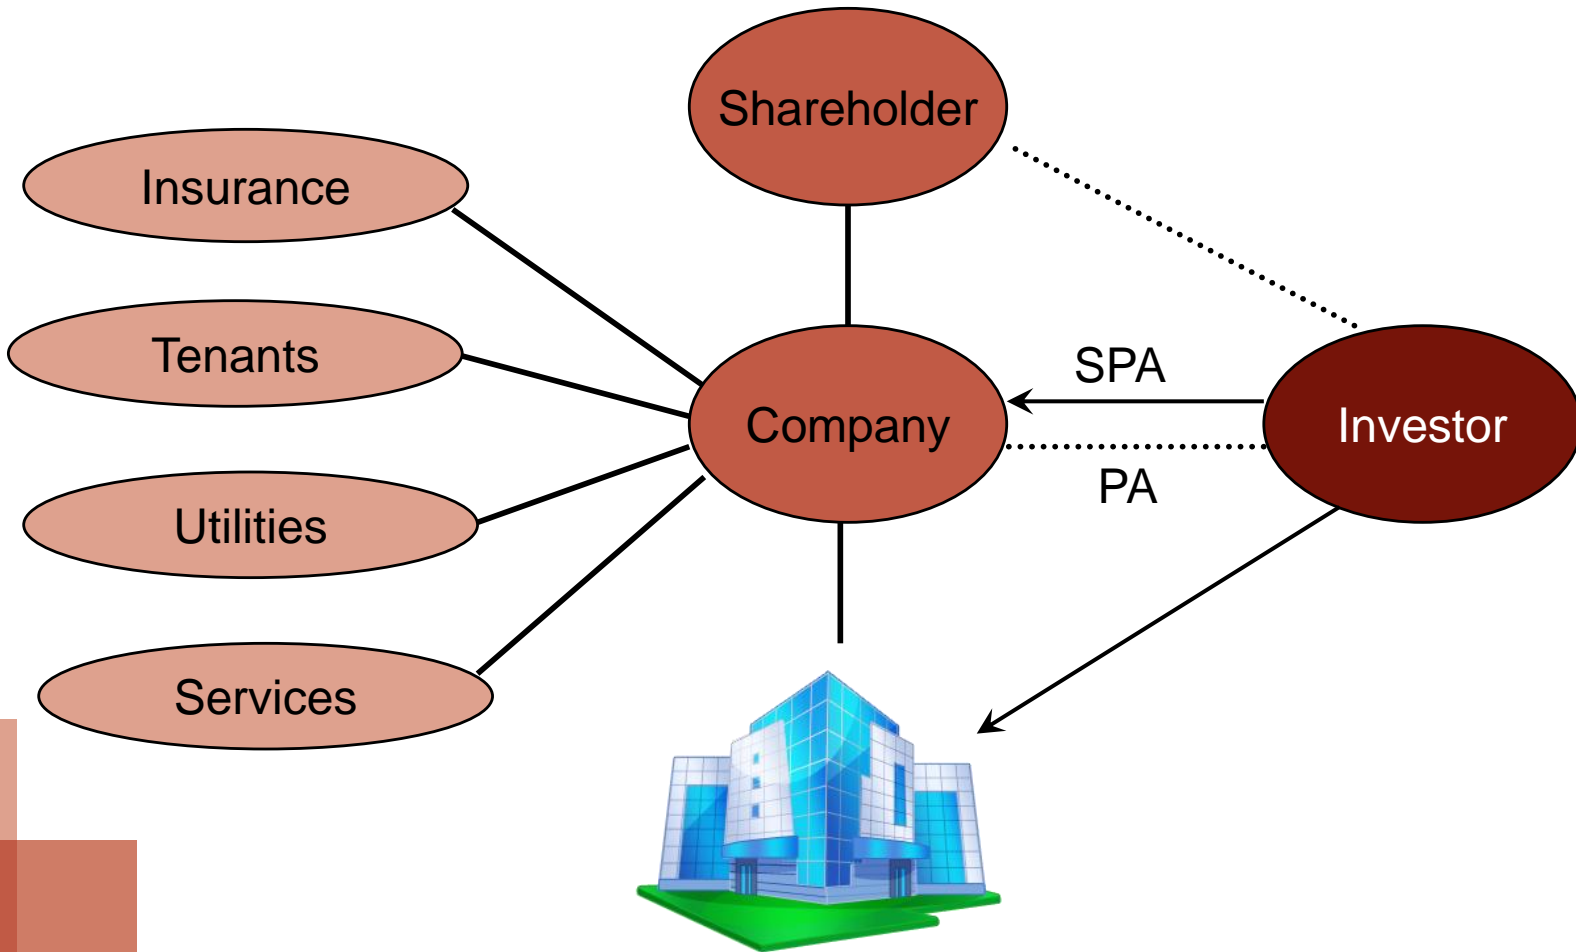 Shareholder
Insurance
Tenants
SPA
Company
Investor
PA
Utilities
Services